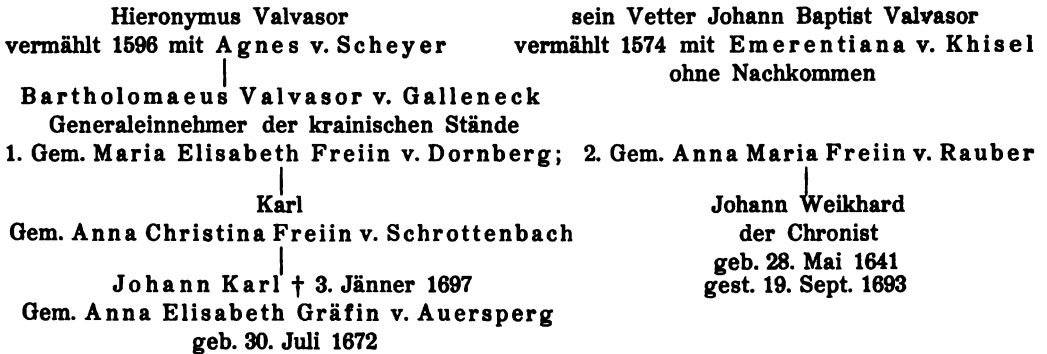 Hieronymus Valvasor
vermählt 1596 mit Agnes v. Scheyer
sein Vetter Johann Baptist Valvasor
vermählt 1574 mit Emerentiana v. Khisel
ohne Nachkommen
Bartholomaeus Valvasor v. Galleneck
Generaleinnehmer der krainischen Stände
1. Gem. Maria Elisabeth Freiin v. Dornberg; 2. Gem. Anna Maria Freiin v. Rauber
Karl
Gem. Anna Christina Freiin v. Schrottenbach
Johann Karl † 3. Jänner 1697
Gem. Anna Elisabeth Gräfin v. Auersperg
geb. 30. Juli 1672
Johann Weikhard
der Chronist
geb. 28. Mai 1641
gest. 19. Sept. 1693